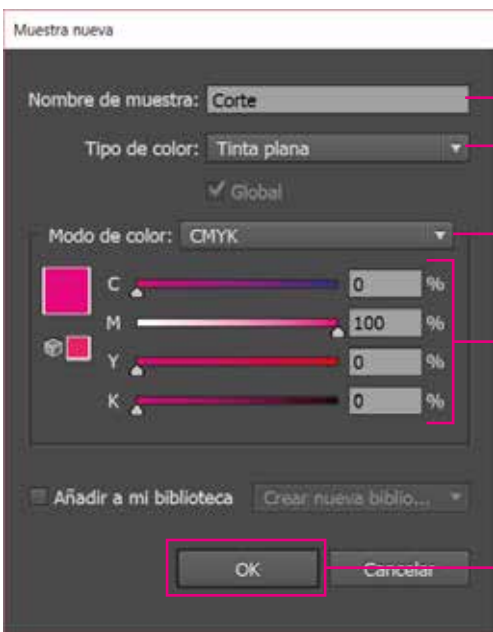 Muestra nueva
Nombre de muestra: Corte
Tipo de color: Tinta plana
Global
Modo de color: CMYK
C 0 %
M 100 %
Y 0 %
K 0 %
Añadir a mi biblioteca Crear nueva biblio...
OK Cancelar